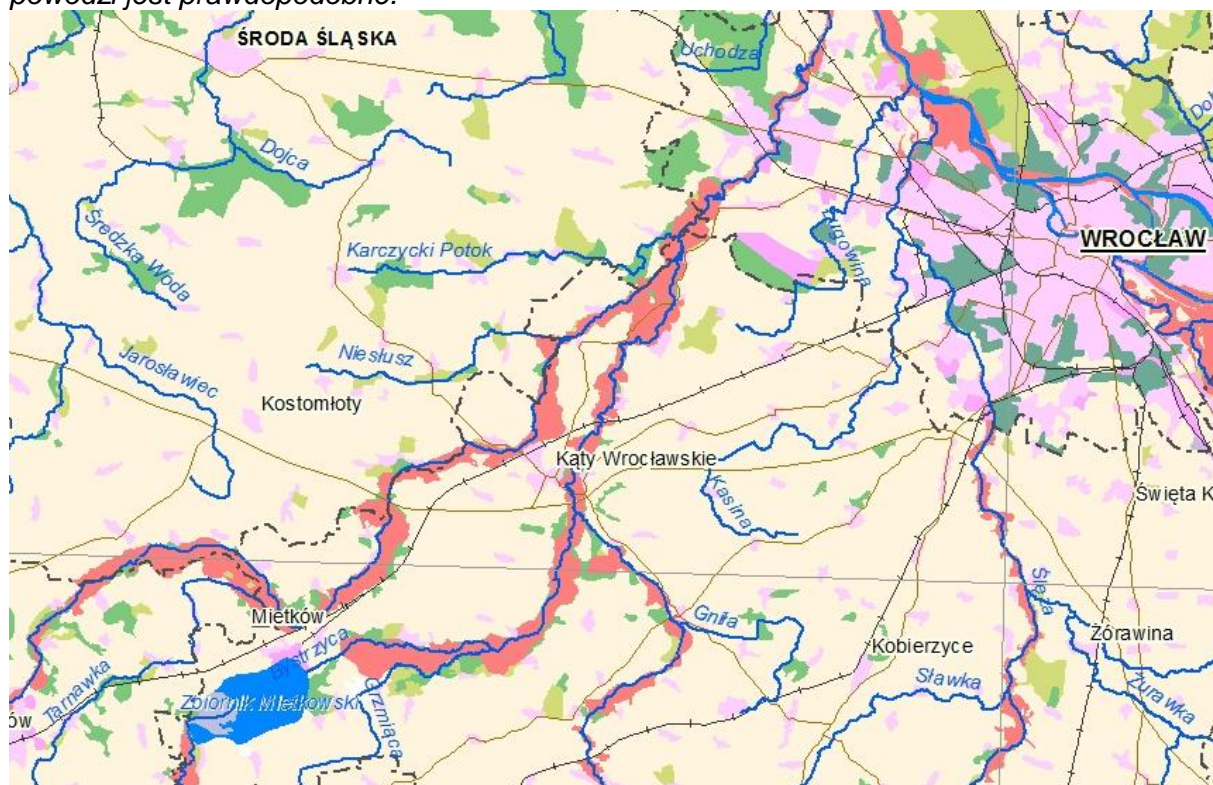 powodzi jest prawdopodobne.
ŚRODA ŚLĄSKA
Uchodza
Dojca
Średzka Woda
Karczycki Potok
Ługowina
WROCŁAW
Jarosławiec
Niesłusz
Kostomłoty
Kąty Wrocławskie
Kasina
Święta K
Ślęza
Mietków
Gniła
Żórawina
Bystrzyca
Kobierzyce
Sławka
Tarnawka
Zbiornik Mietkowski
Grzmiąca
Żurawka
ów